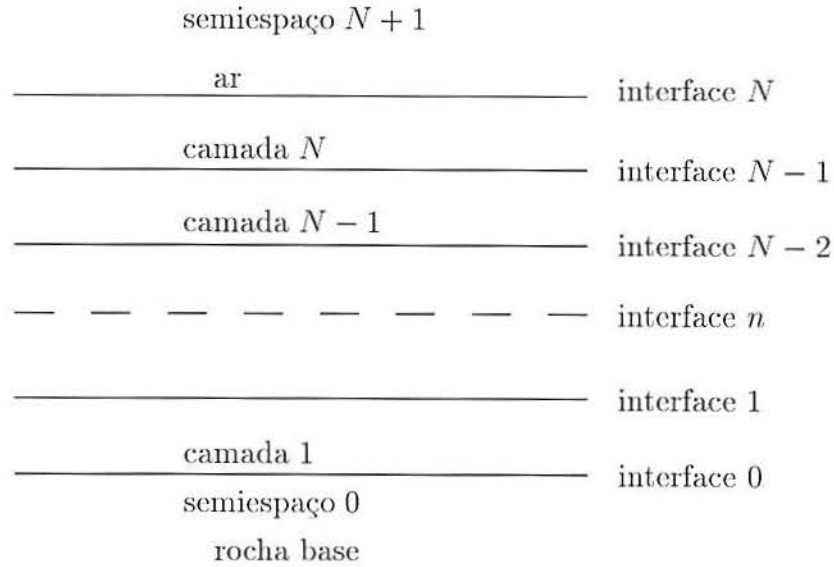 semiespaço N + 1
ar
interface N
camada N
interface N − 1
camada N − 1
interface N − 2
interface n
interface 1
camada 1
interface 0
semiespaço 0
rocha base